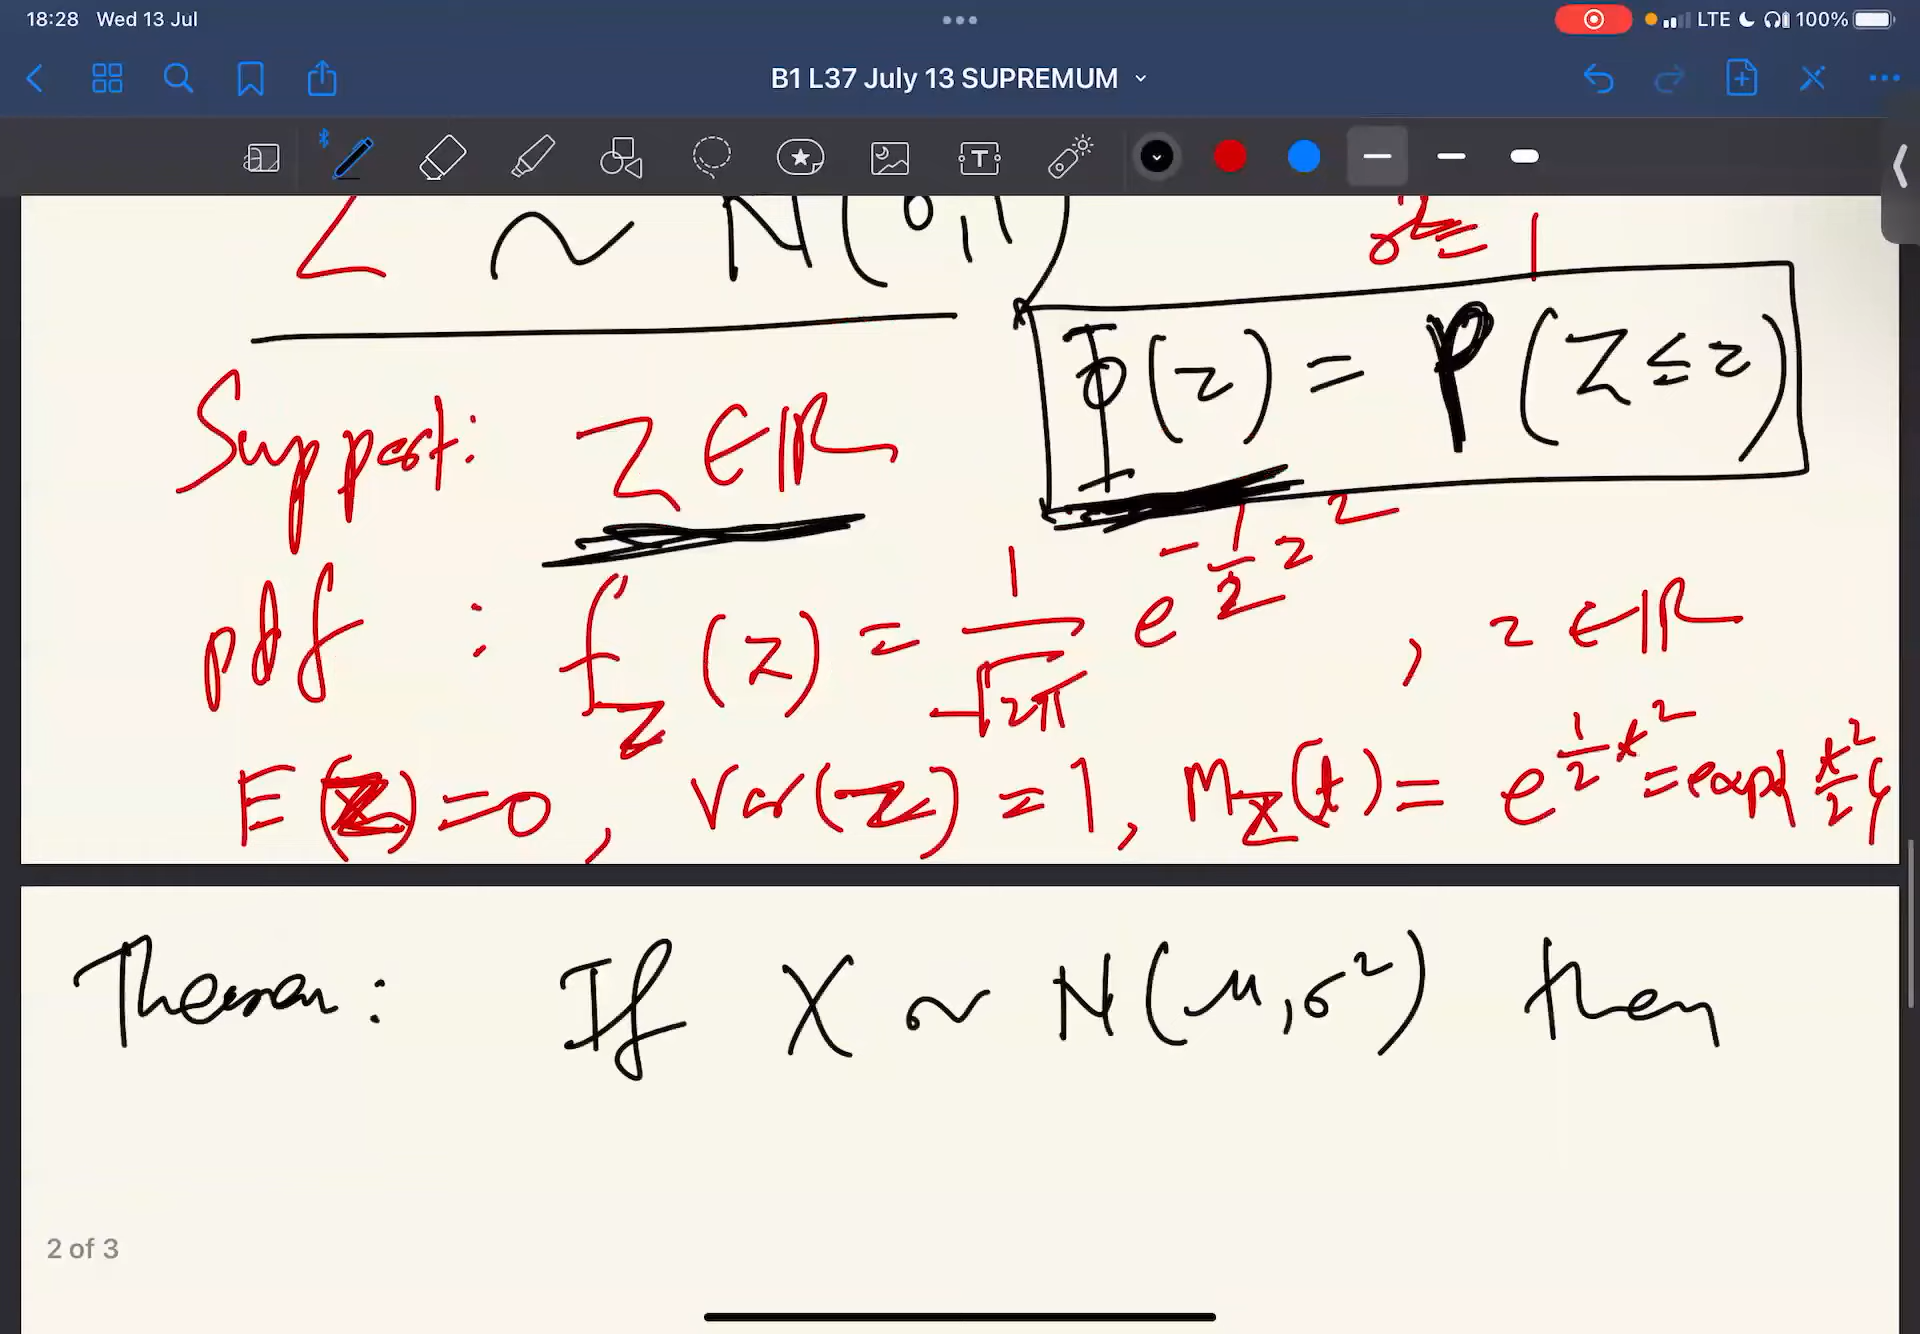 18:28 Wed 13 Jul
LTE 100%
B1 L37 July 13 SUPREMUM
Z ~ N(0,1)
σ² = 1
Φ(z) = P(Z ≤ z)
Support: Z ∈ ℝ
pdf : f_Z(z) = 1/√2π e^{-1/2 z²}, z ∈ ℝ
E(Z) = 0, Var(Z) = 1, M_Z(t) = e^{1/2 t²} = exp{t²/2}
Theorem: If X ~ N(μ, σ²) then
2 of 3